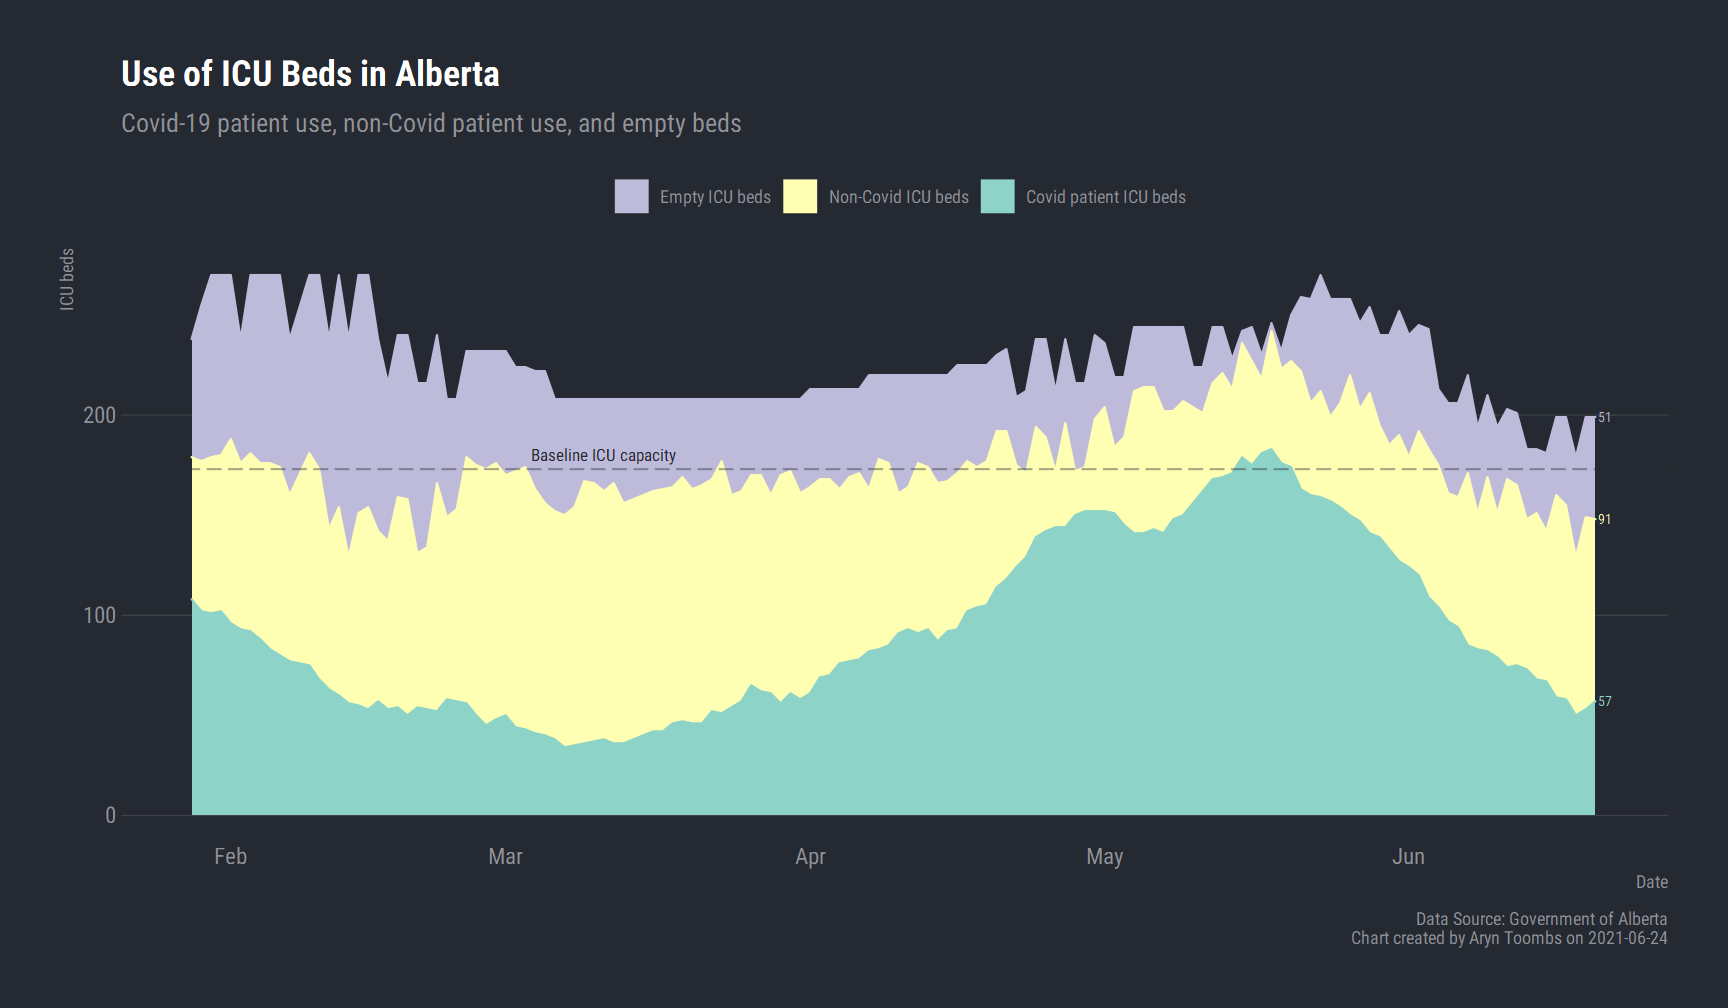 Use of ICU Beds in Alberta
Covid-19 patient use, non-Covid patient use, and empty beds
Empty ICU beds
Non-Covid ICU beds
Covid patient ICU beds
ICU beds
200
100
0
Baseline ICU capacity
51
91
57
Feb
Mar
Apr
May
Jun
Date
Data Source: Government of Alberta
Chart created by Aryn Toombs on 2021-06-24